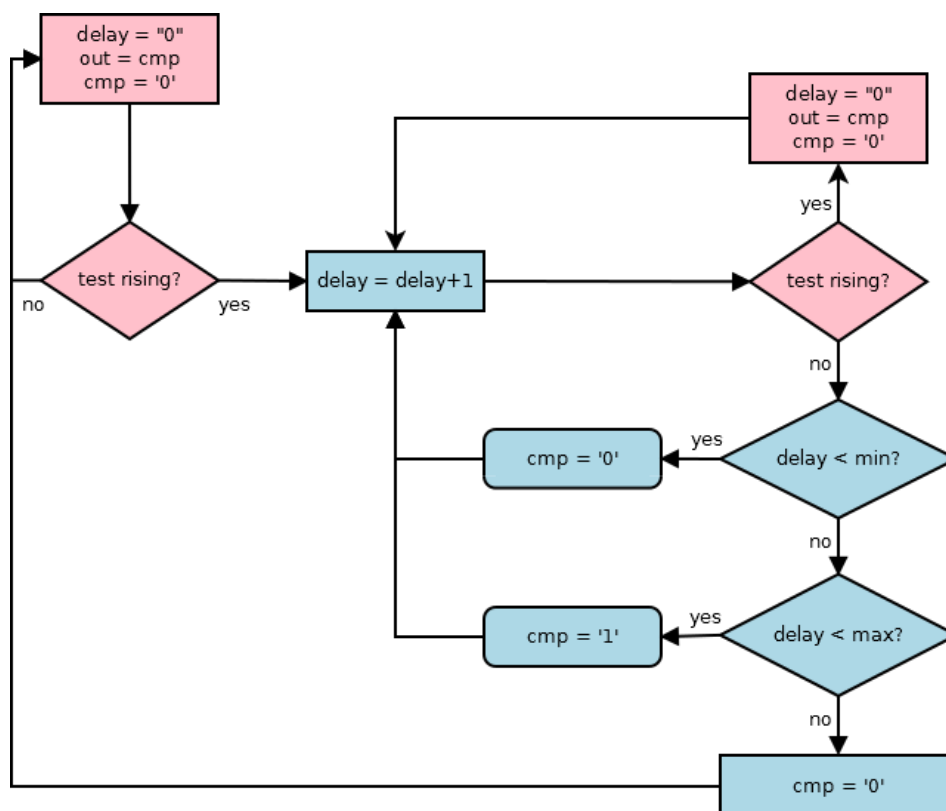 delay = "0"
out = cmp
cmp = '0'
delay = "0"
out = cmp
cmp = '0'
yes
test rising?
no
yes
delay = delay+1
test rising?
no
cmp = '0'
yes
delay < min?
no
cmp = '1'
yes
delay < max?
no
cmp = '0'